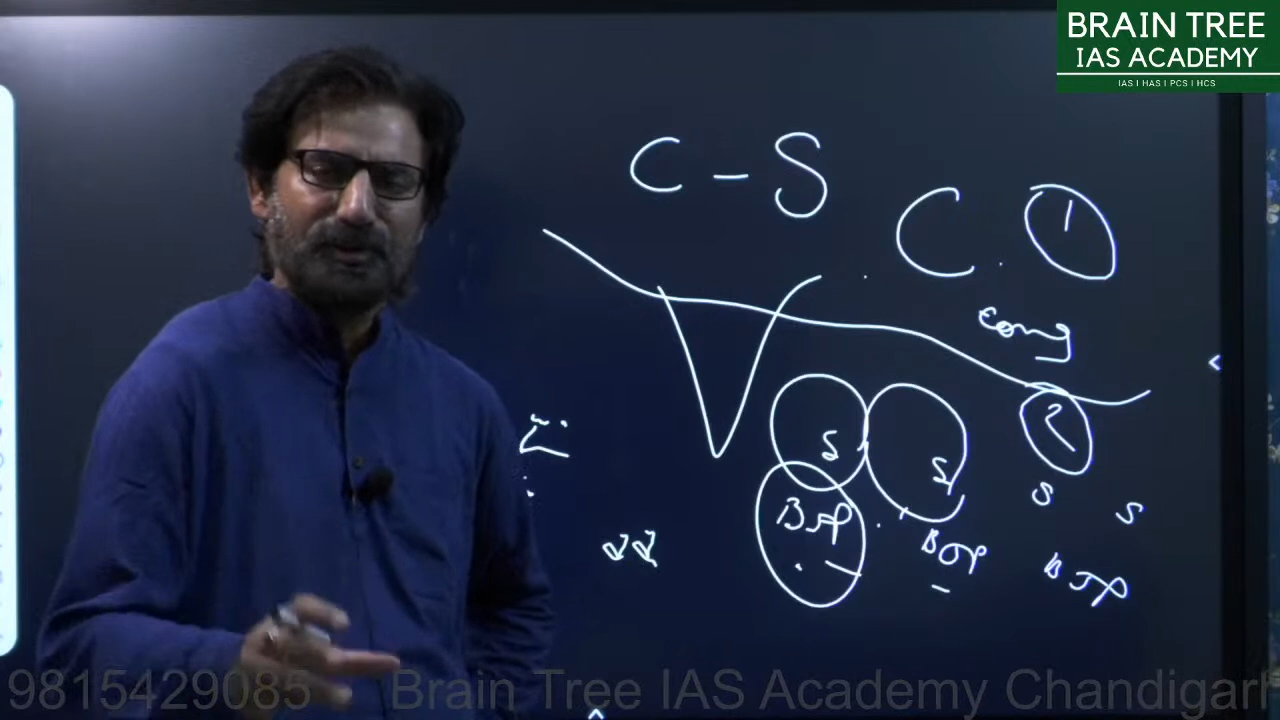 BRAIN TREE
IAS ACADEMY
IAS I HAS I PCS I HCS
C - S
C. 1
Cong
S S 2
S S
BJP BJP BJP
9815429085 Brain Tree IAS Academy Chandigarh